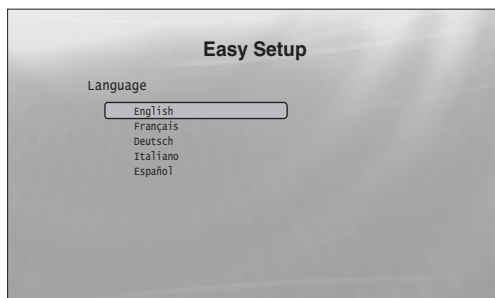 Easy Setup
Language
English
Français
Deutsch
Italiano
Español